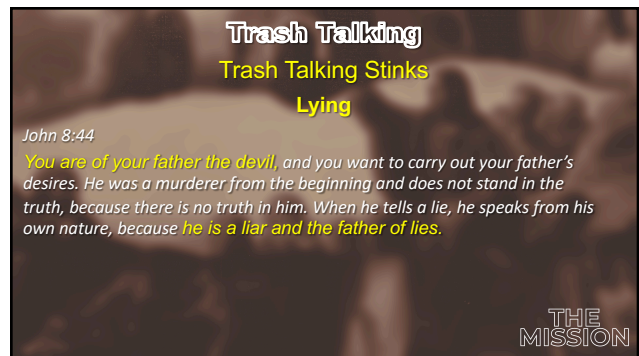 Trash Talking
Trash Talking Stinks
Lying
John 8:44
You are of your father the devil, and you want to carry out your father's
desires. He was a murderer from the beginning and does not stand in the
truth, because there is no truth in him. When he tells a lie, he speaks from his
own nature, because he is a liar and the father of lies.
THE
MISSION